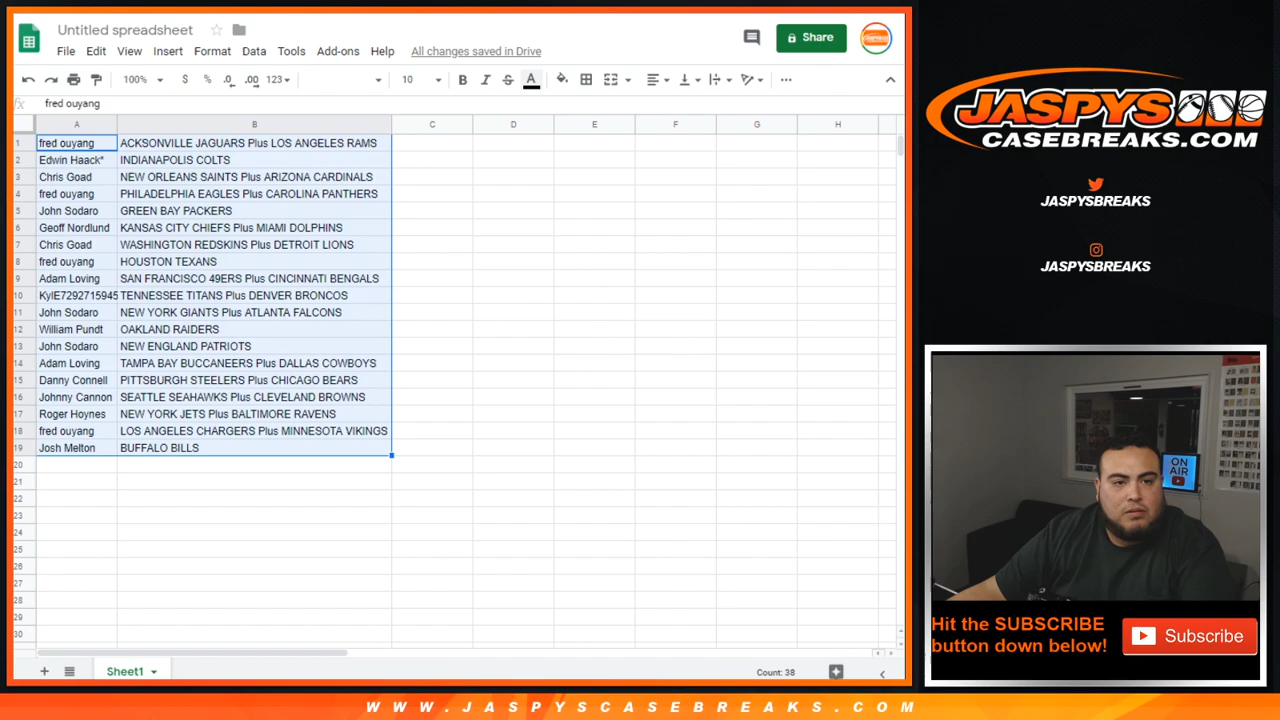 Untitled spreadsheet
File Edit View Insert Format Data Tools Add-ons Help All changes saved in Drive
Share
100% $ % .0 .00 123 10 B I S A
fx fred ouyang
A B C D E F G H
1 fred ouyang ACKSONVILLE JAGUARS Plus LOS ANGELES RAMS
2 Edwin Haack* INDIANAPOLIS COLTS
3 Chris Goad NEW ORLEANS SAINTS Plus ARIZONA CARDINALS
4 fred ouyang PHILADELPHIA EAGLES Plus CAROLINA PANTHERS
5 John Sodaro GREEN BAY PACKERS
6 Geoff Nordlund KANSAS CITY CHIEFS Plus MIAMI DOLPHINS
7 Chris Goad WASHINGTON REDSKINS Plus DETROIT LIONS
8 fred ouyang HOUSTON TEXANS
9 Adam Loving SAN FRANCISCO 49ERS Plus CINCINNATI BENGALS
10 KylE7292715945 TENNESSEE TITANS Plus DENVER BRONCOS
11 John Sodaro NEW YORK GIANTS Plus ATLANTA FALCONS
12 William Pundt OAKLAND RAIDERS
13 John Sodaro NEW ENGLAND PATRIOTS
14 Adam Loving TAMPA BAY BUCCANEERS Plus DALLAS COWBOYS
15 Danny Connell PITTSBURGH STEELERS Plus CHICAGO BEARS
16 Johnny Cannon SEATTLE SEAHAWKS Plus CLEVELAND BROWNS
17 Roger Hoynes NEW YORK JETS Plus BALTIMORE RAVENS
18 fred ouyang LOS ANGELES CHARGERS Plus MINNESOTA VIKINGS
19 Josh Melton BUFFALO BILLS
20
21
22
23
24
25
26
27
28
29
30
Sheet1
Count: 38
JASPYS
CASEBREAKS.COM
JASPYSBREAKS
JASPYSBREAKS
ON
AIR
Hit the SUBSCRIBE
button down below!
Subscribe
WWW.JASPYSCASEBREAKS.COM